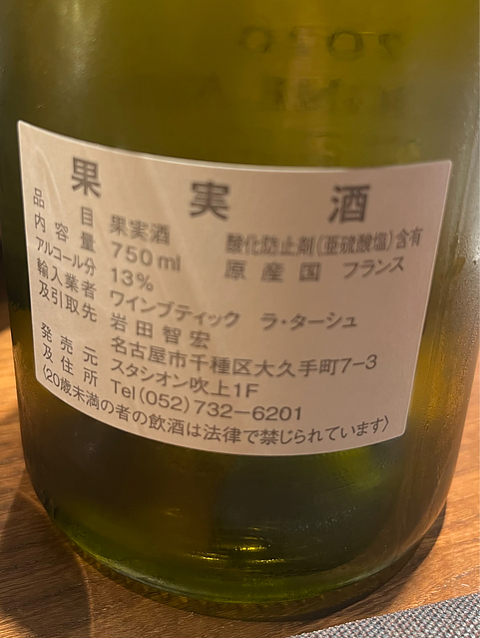 2020
果実酒
品目 果実酒 酸化防止剤(亜硫酸塩)含有
内容量 750ml 原産国 フランス
アルコール分 13%
輸入業者 ワインブティック ラ・ターシュ
及引取先 岩田智宏
発売元 名古屋市千種区大久手町7-3
及住所 スタシオン吹上1F
Tel(052)732-6201
〈20歳未満の者の飲酒は法律で禁じられています〉